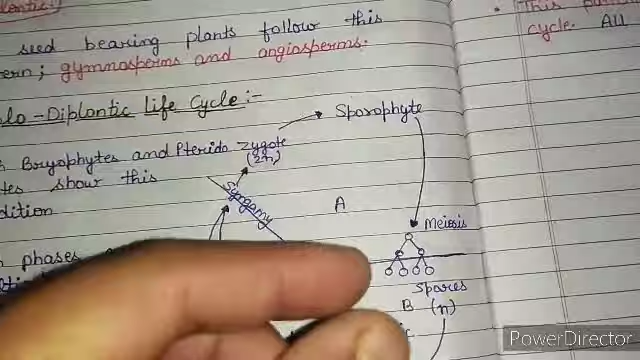 lantic:-
seed bearing plants follow this
ern; gymnosperms and angiosperms.
lo-Diplontic Life Cycle:-
Sporophyte
Bryophytes and Pterido
Zygote
(2n)
tes show this
Syngamy
dition
A
Meiosis
phases
Spores
B (n)
This
cycle. All
PowerDirector